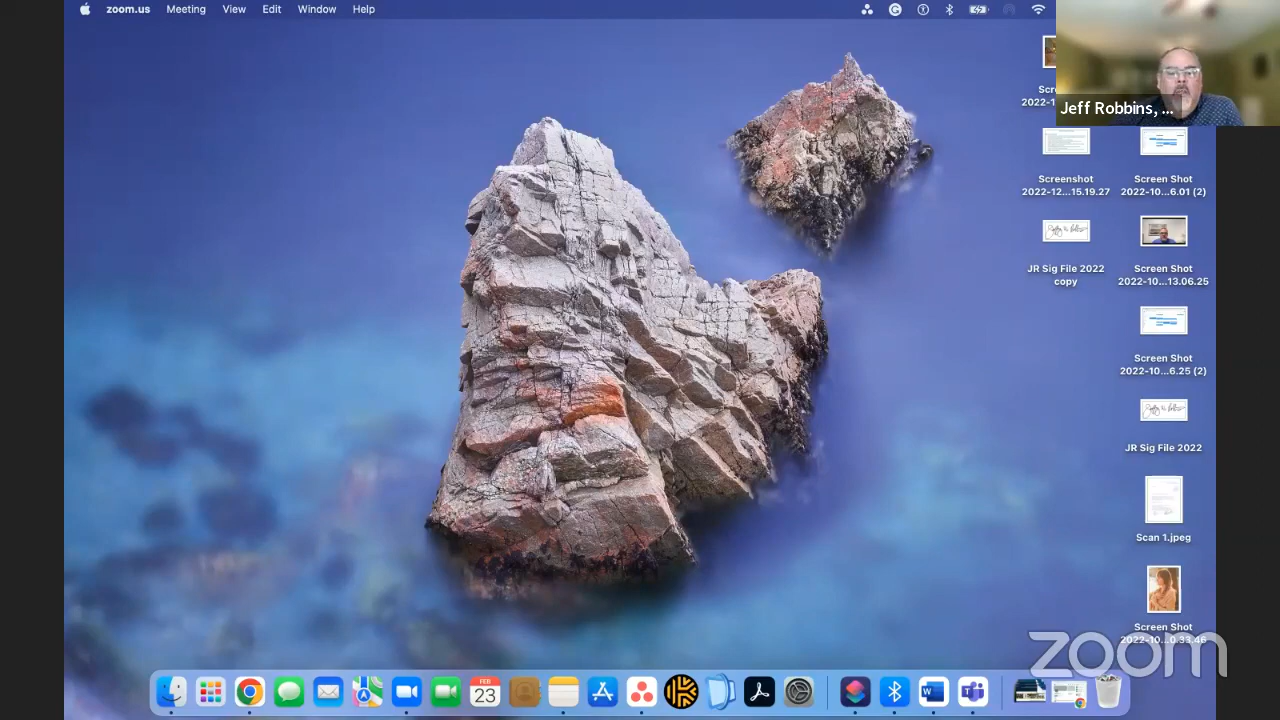 zoom.us Meeting View Edit Window Help
Jeff Robbins, ...
Scre
2022-1
Screenshot
2022-12...15.19.27
Screen Shot
2022-10...6.01 (2)
JR Sig File 2022
copy
Screen Shot
2022-10...13.06.25
Screen Shot
2022-10...6.25 (2)
JR Sig File 2022
Scan 1.jpeg
Screen Shot
2022-10...0.33.46
zoom
FEB
23